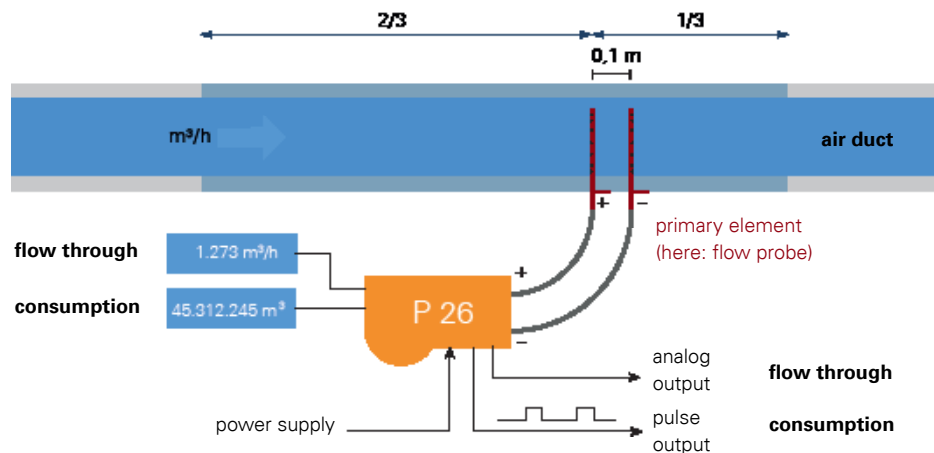 2/3
1/3
0,1 m
m³/h
air duct
+
–
primary element
(here: flow probe)
flow through
1.273 m³/h
consumption
45.312.245 m³
+
P 26
–
analog
output
flow through
power supply
pulse
output
consumption